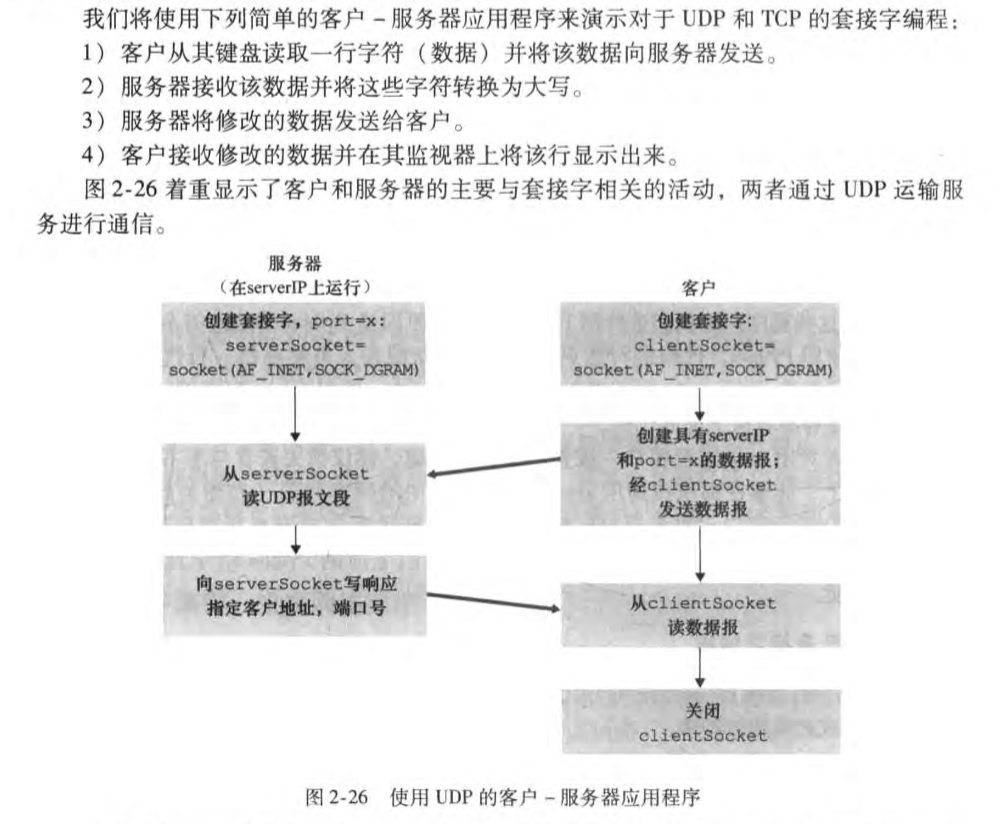 我们将使用下列简单的客户－服务器应用程序来演示对于 UDP 和 TCP 的套接字编程：
1）客户从其键盘读取一行字符（数据）并将该数据向服务器发送。
2）服务器接收该数据并将这些字符转换为大写。
3）服务器将修改的数据发送给客户。
4）客户接收修改的数据并在其监视器上将该行显示出来。
图 2-26 着重显示了客户和服务器的主要与套接字相关的活动，两者通过 UDP 运输服
务进行通信。
服务器
（在serverIP上运行）
创建套接字，port=x:
serverSocket=
socket(AF_INET,SOCK_DGRAM)
从serverSocket
读UDP报文段
向serverSocket写响应
指定客户地址，端口号
客户
创建套接字:
clientSocket=
socket(AF_INET,SOCK_DGRAM)
创建具有serverIP
和port=x的数据报；
经clientSocket
发送数据报
从clientSocket
读数据报
关闭
clientSocket
图 2-26 使用 UDP 的客户－服务器应用程序